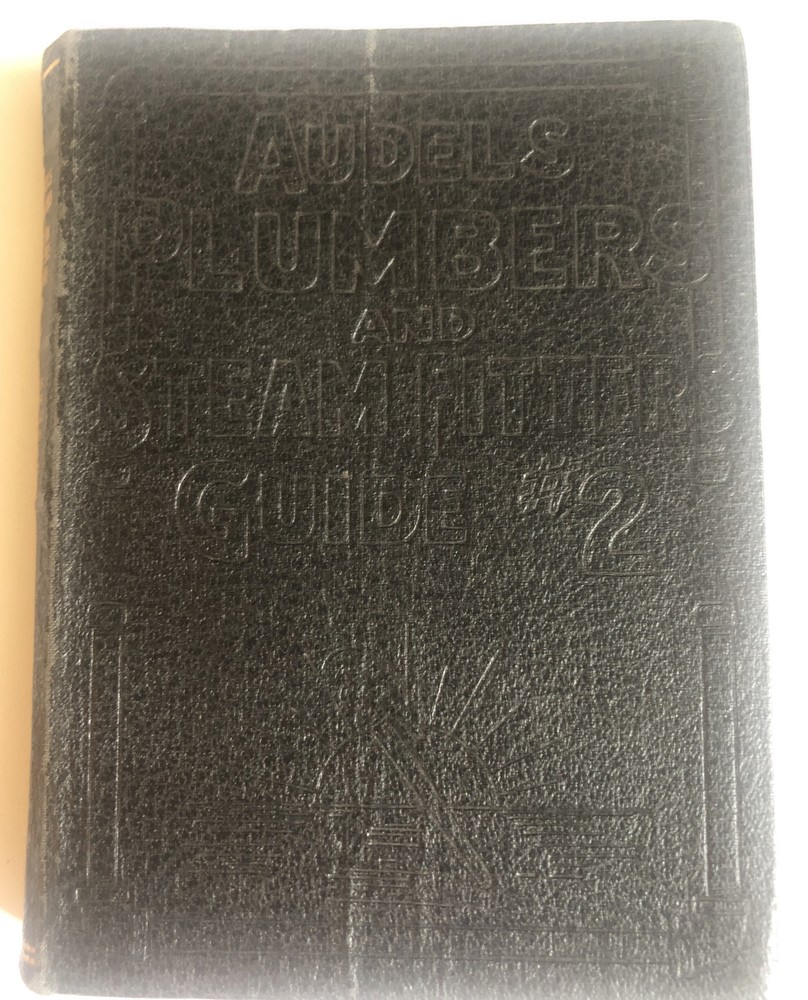 AUDELS
PLUMBERS
AND
STEAM FITTERS
GUIDE #2